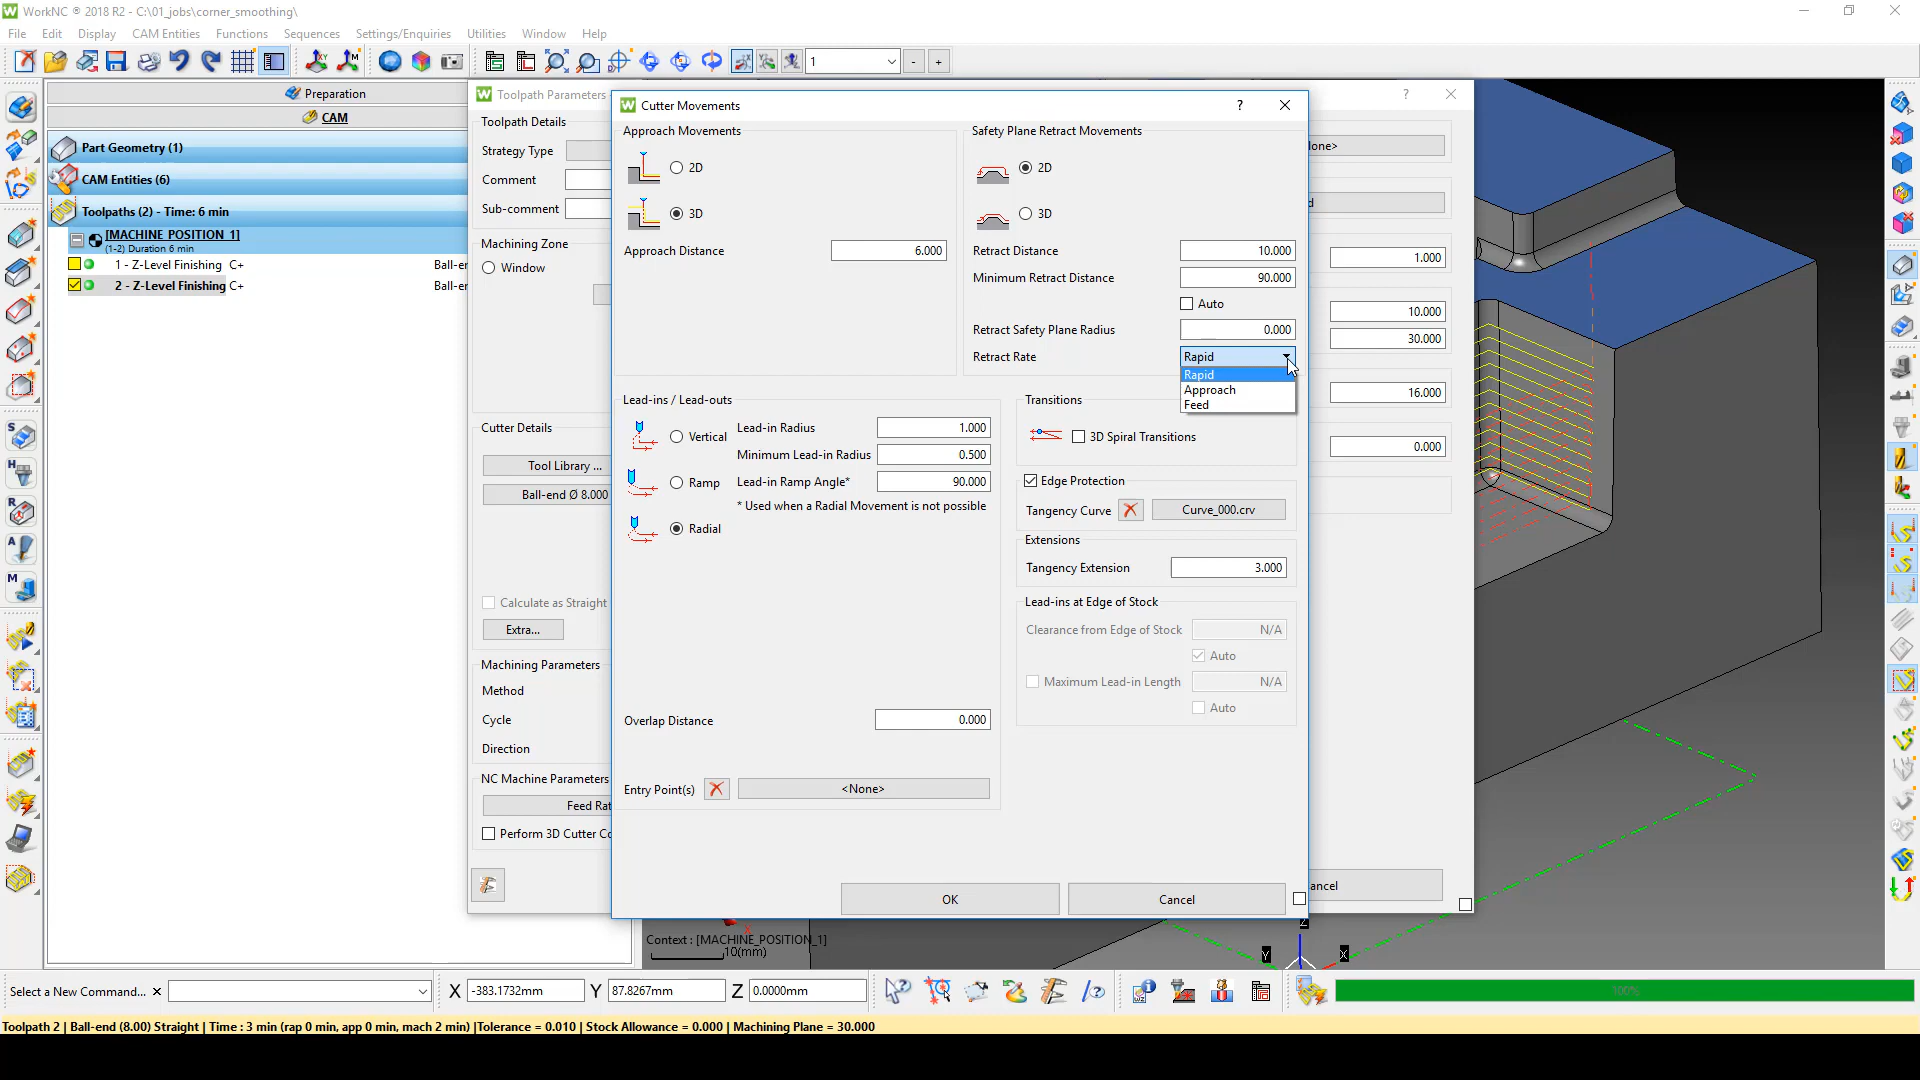 WorkNC ® 2018 R2 - C:\01_jobs\corner_smoothing\
File Edit Display CAM Entities Functions Sequences Settings/Enquiries Utilities Window Help
1
- +
Preparation
CAM
Part Geometry (1)
CAM Entities (6)
Toolpaths (2) - Time: 6 min
[MACHINE_POSITION_1]
(1-2) Duration 6 min
1 - Z-Level Finishing C+ Ball-e
2 - Z-Level Finishing C+ Ball-e
Toolpath Parameters -
Toolpath Details
Strategy Type
Comment
Sub-comment
Machining Zone
Window
Cutter Details
Tool Library ...
Ball-end Ø 8.000
Calculate as Straight
Extra...
Machining Parameters
Method
Cycle
Direction
NC Machine Parameters
Feed Rat
Perform 3D Cutter Co
Cutter Movements
Approach Movements
2D
3D
Approach Distance 6.000
Safety Plane Retract Movements
2D
3D
Retract Distance 10.000
Minimum Retract Distance 90.000
Auto
Retract Safety Plane Radius 0.000
Retract Rate Rapid
Rapid
Approach
Feed
Lead-ins / Lead-outs
Vertical
Ramp
Radial
Lead-in Radius 1.000
Minimum Lead-in Radius 0.500
Lead-in Ramp Angle* 90.000
* Used when a Radial Movement is not possible
Overlap Distance 0.000
Entry Point(s) <None>
Transitions
3D Spiral Transitions
Edge Protection
Tangency Curve Curve_000.crv
Extensions
Tangency Extension 3.000
Lead-ins at Edge of Stock
Clearance from Edge of Stock N/A
Auto
Maximum Lead-in Length N/A
Auto
OK Cancel
lone>
d
1.000
10.000
30.000
16.000
0.000
ancel
Context : [MACHINE_POSITION_1]
10(mm)
Z
Y X
Select a New Command...
X -383.1732mm Y 87.8267mm Z 0.0000mm
100%
Toolpath 2 | Ball-end (8.00) Straight | Time : 3 min (rap 0 min, app 0 min, mach 2 min) |Tolerance = 0.010 | Stock Allowance = 0.000 | Machining Plane = 30.000